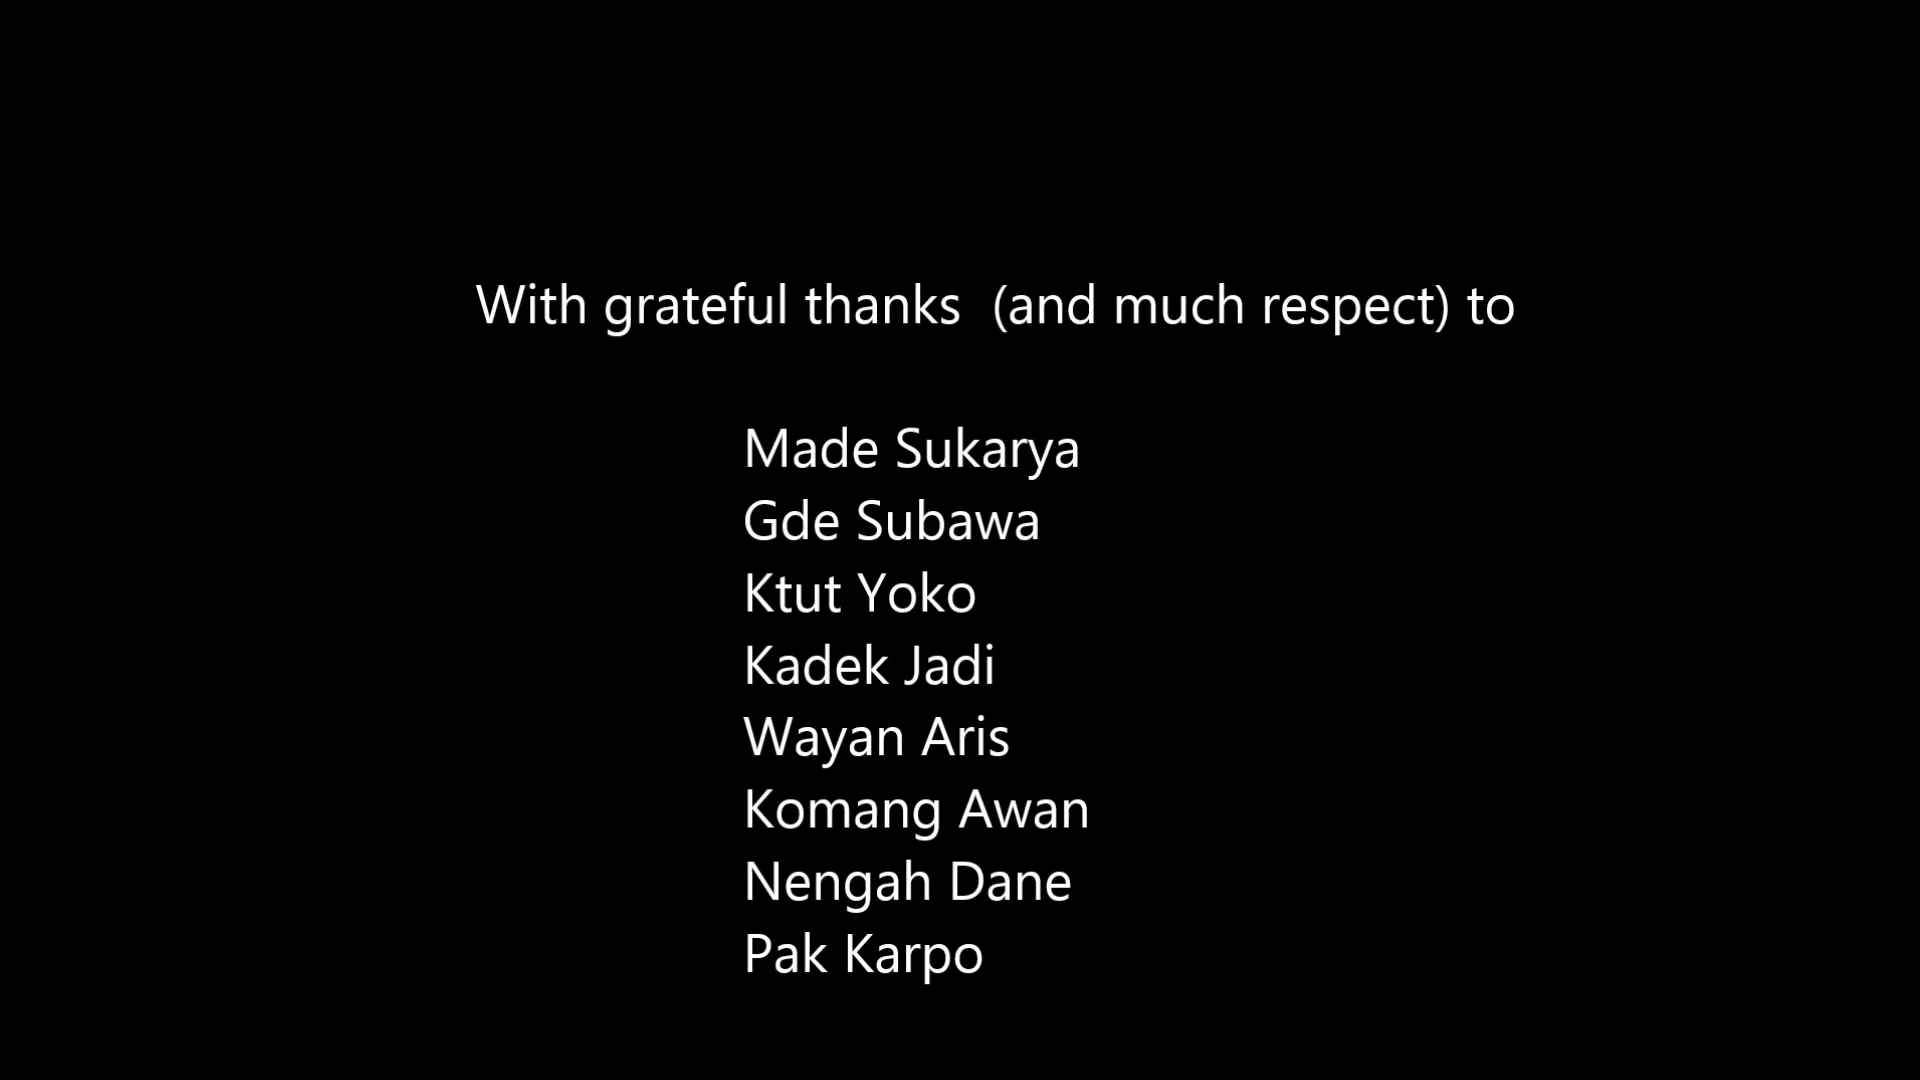 With grateful thanks  (and much respect) to
Made Sukarya
Gde Subawa
Ktut Yoko
Kadek Jadi
Wayan Aris
Komang Awan
Nengah Dane
Pak Karpo